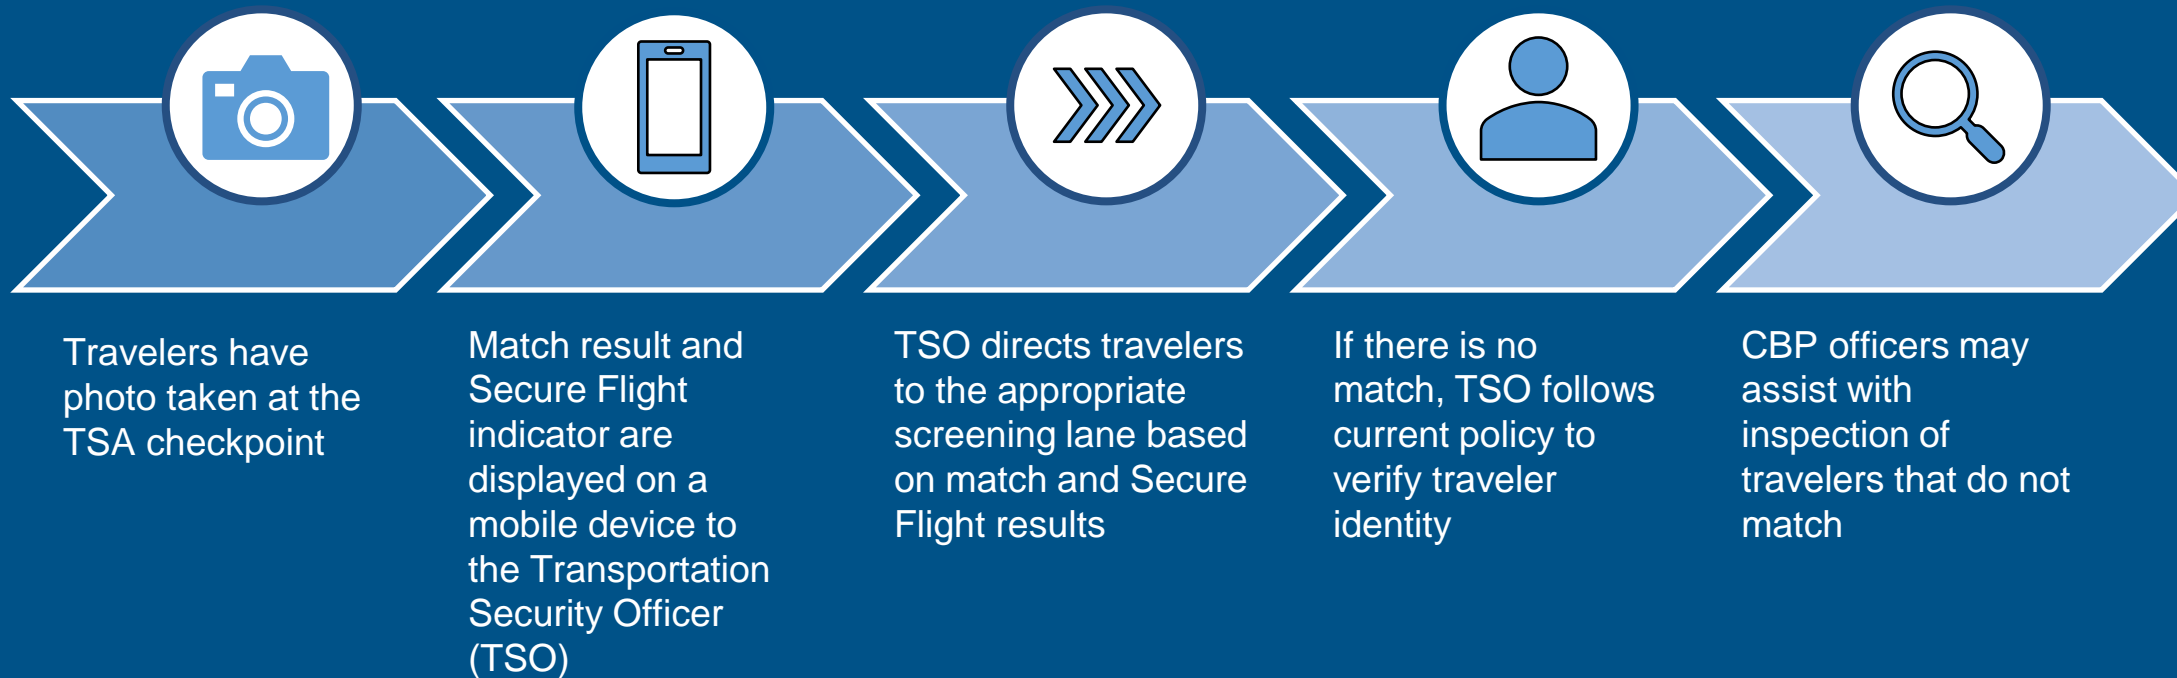 Travelers have
photo taken at the
TSA checkpoint
Match result and
Secure Flight
indicator are
displayed on a
mobile device to
the Transportation
Security Officer
(TSO)
TSO directs travelers
to the appropriate
screening lane based
on match and Secure
Flight results
If there is no
match, TSO follows
current policy to
verify traveler
identity
CBP officers may
assist with
inspection of
travelers that do not
match